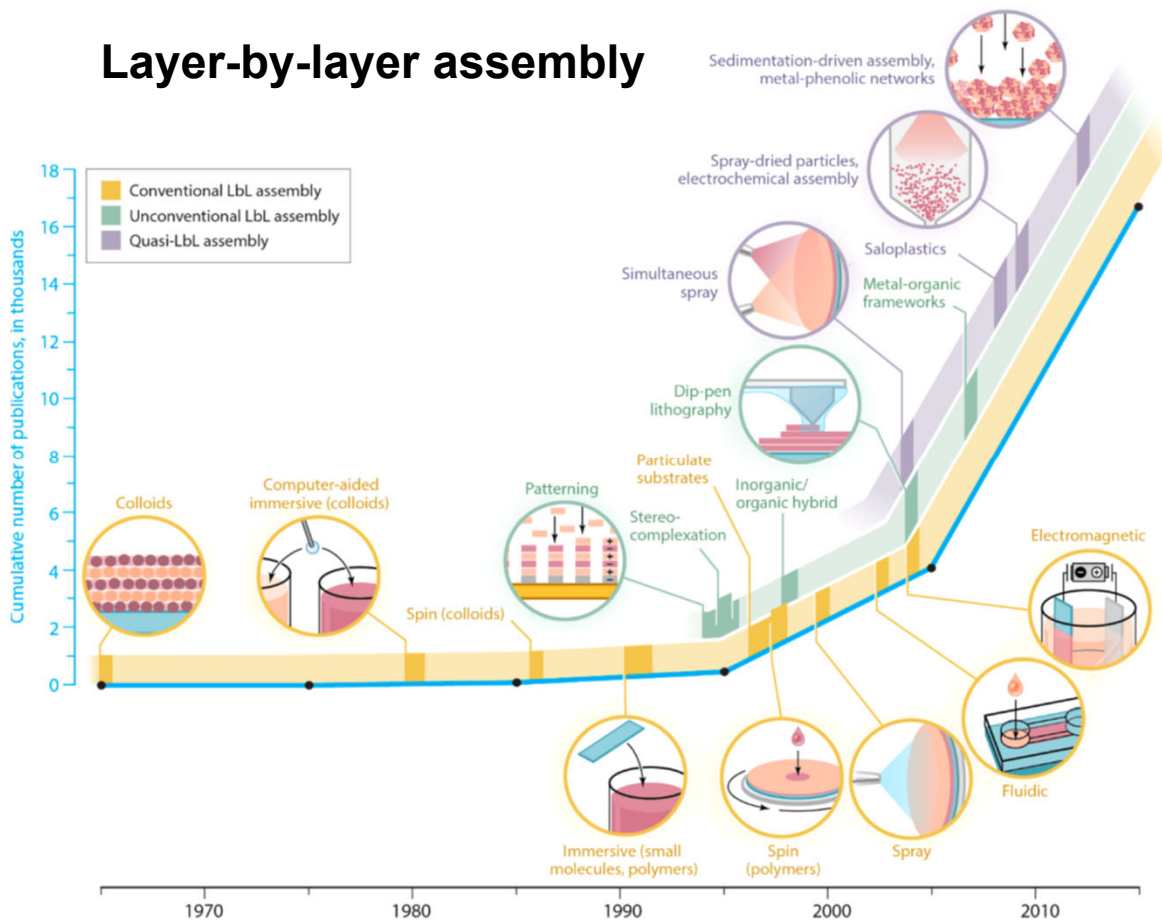 Layer-by-layer assembly
Sedimentation-driven assembly,
metal-phenolic networks
Spray-dried particles,
electrochemical assembly
Saloplastics
Simultaneous
spray
Metal-organic
frameworks
Dip-pen
lithography
Cumulative number of publications, in thousands
18
16
14
12
10
8
6
4
2
0
Conventional LbL assembly
Unconventional LbL assembly
Quasi-LbL assembly
Colloids
Computer-aided
immersive (colloids)
Spin (colloids)
Patterning
+
−
+
−
+
−
Stereo-
complexation
Particulate
substrates
Inorganic/
organic hybrid
Electromagnetic
− +
Immersive (small
molecules, polymers)
Spin
(polymers)
Spray
Fluidic
1970
1980
1990
2000
2010